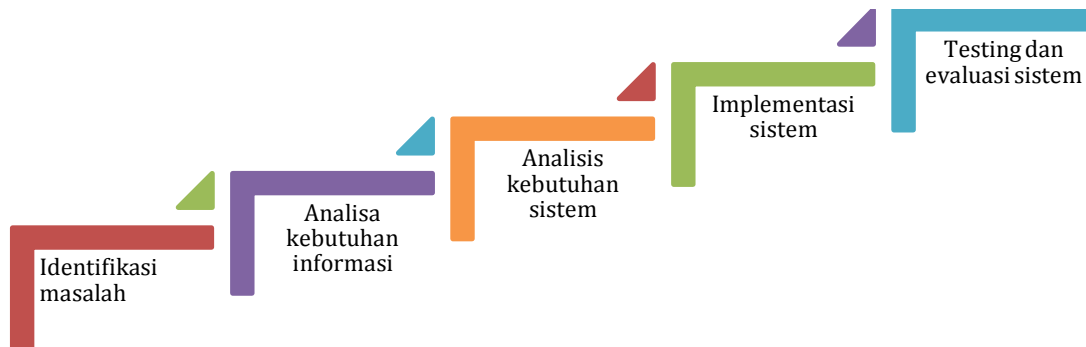 Identifikasi
masalah
Analisa
kebutuhan
informasi
Analisis
kebutuhan
sistem
Implementasi
sistem
Testing dan
evaluasi sistem